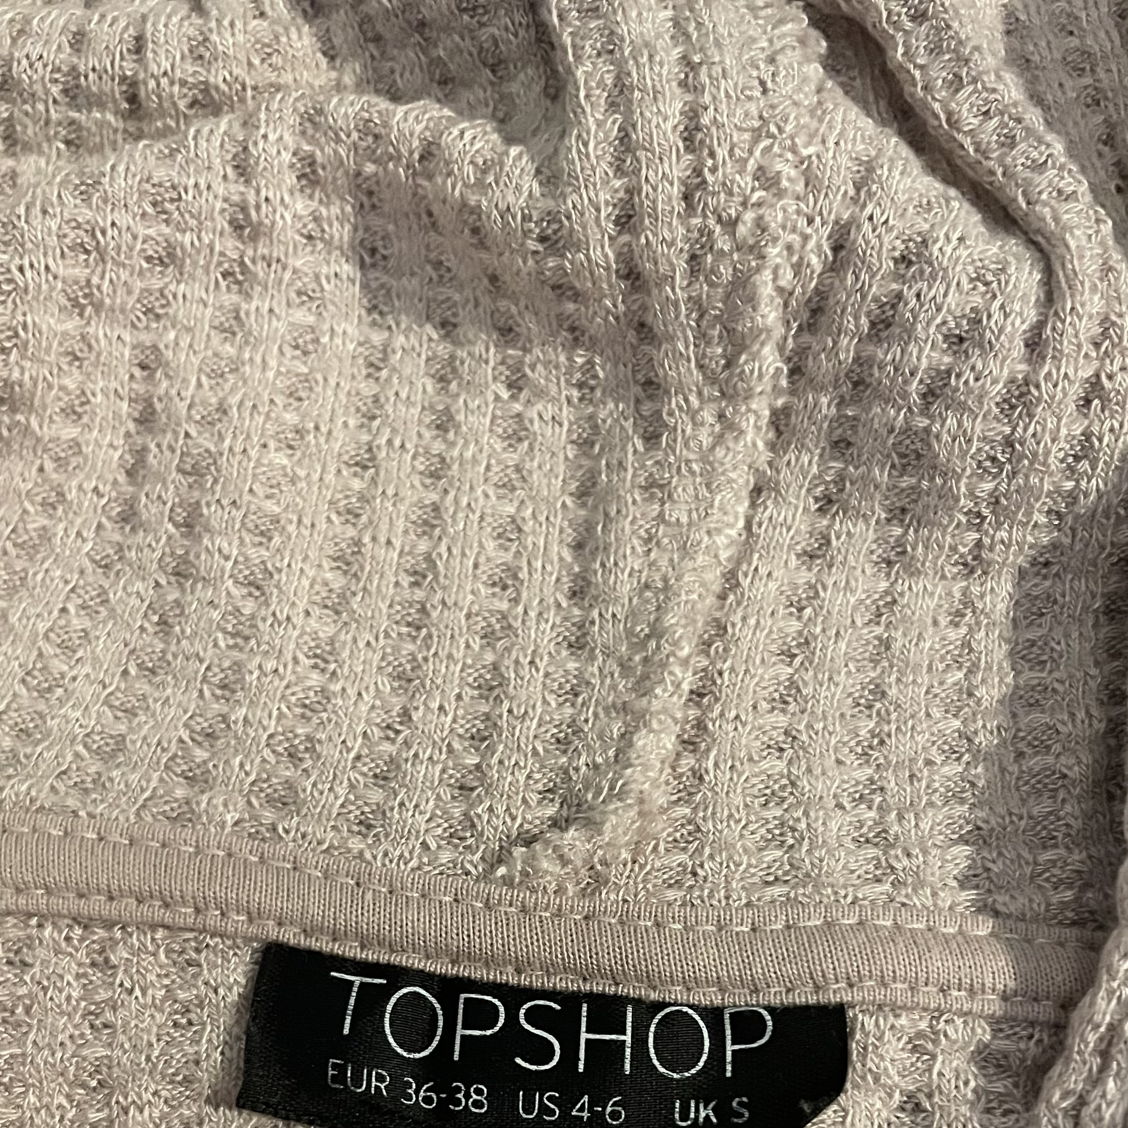 TOPSHOP
EUR 36-38 US 4-6 UK S